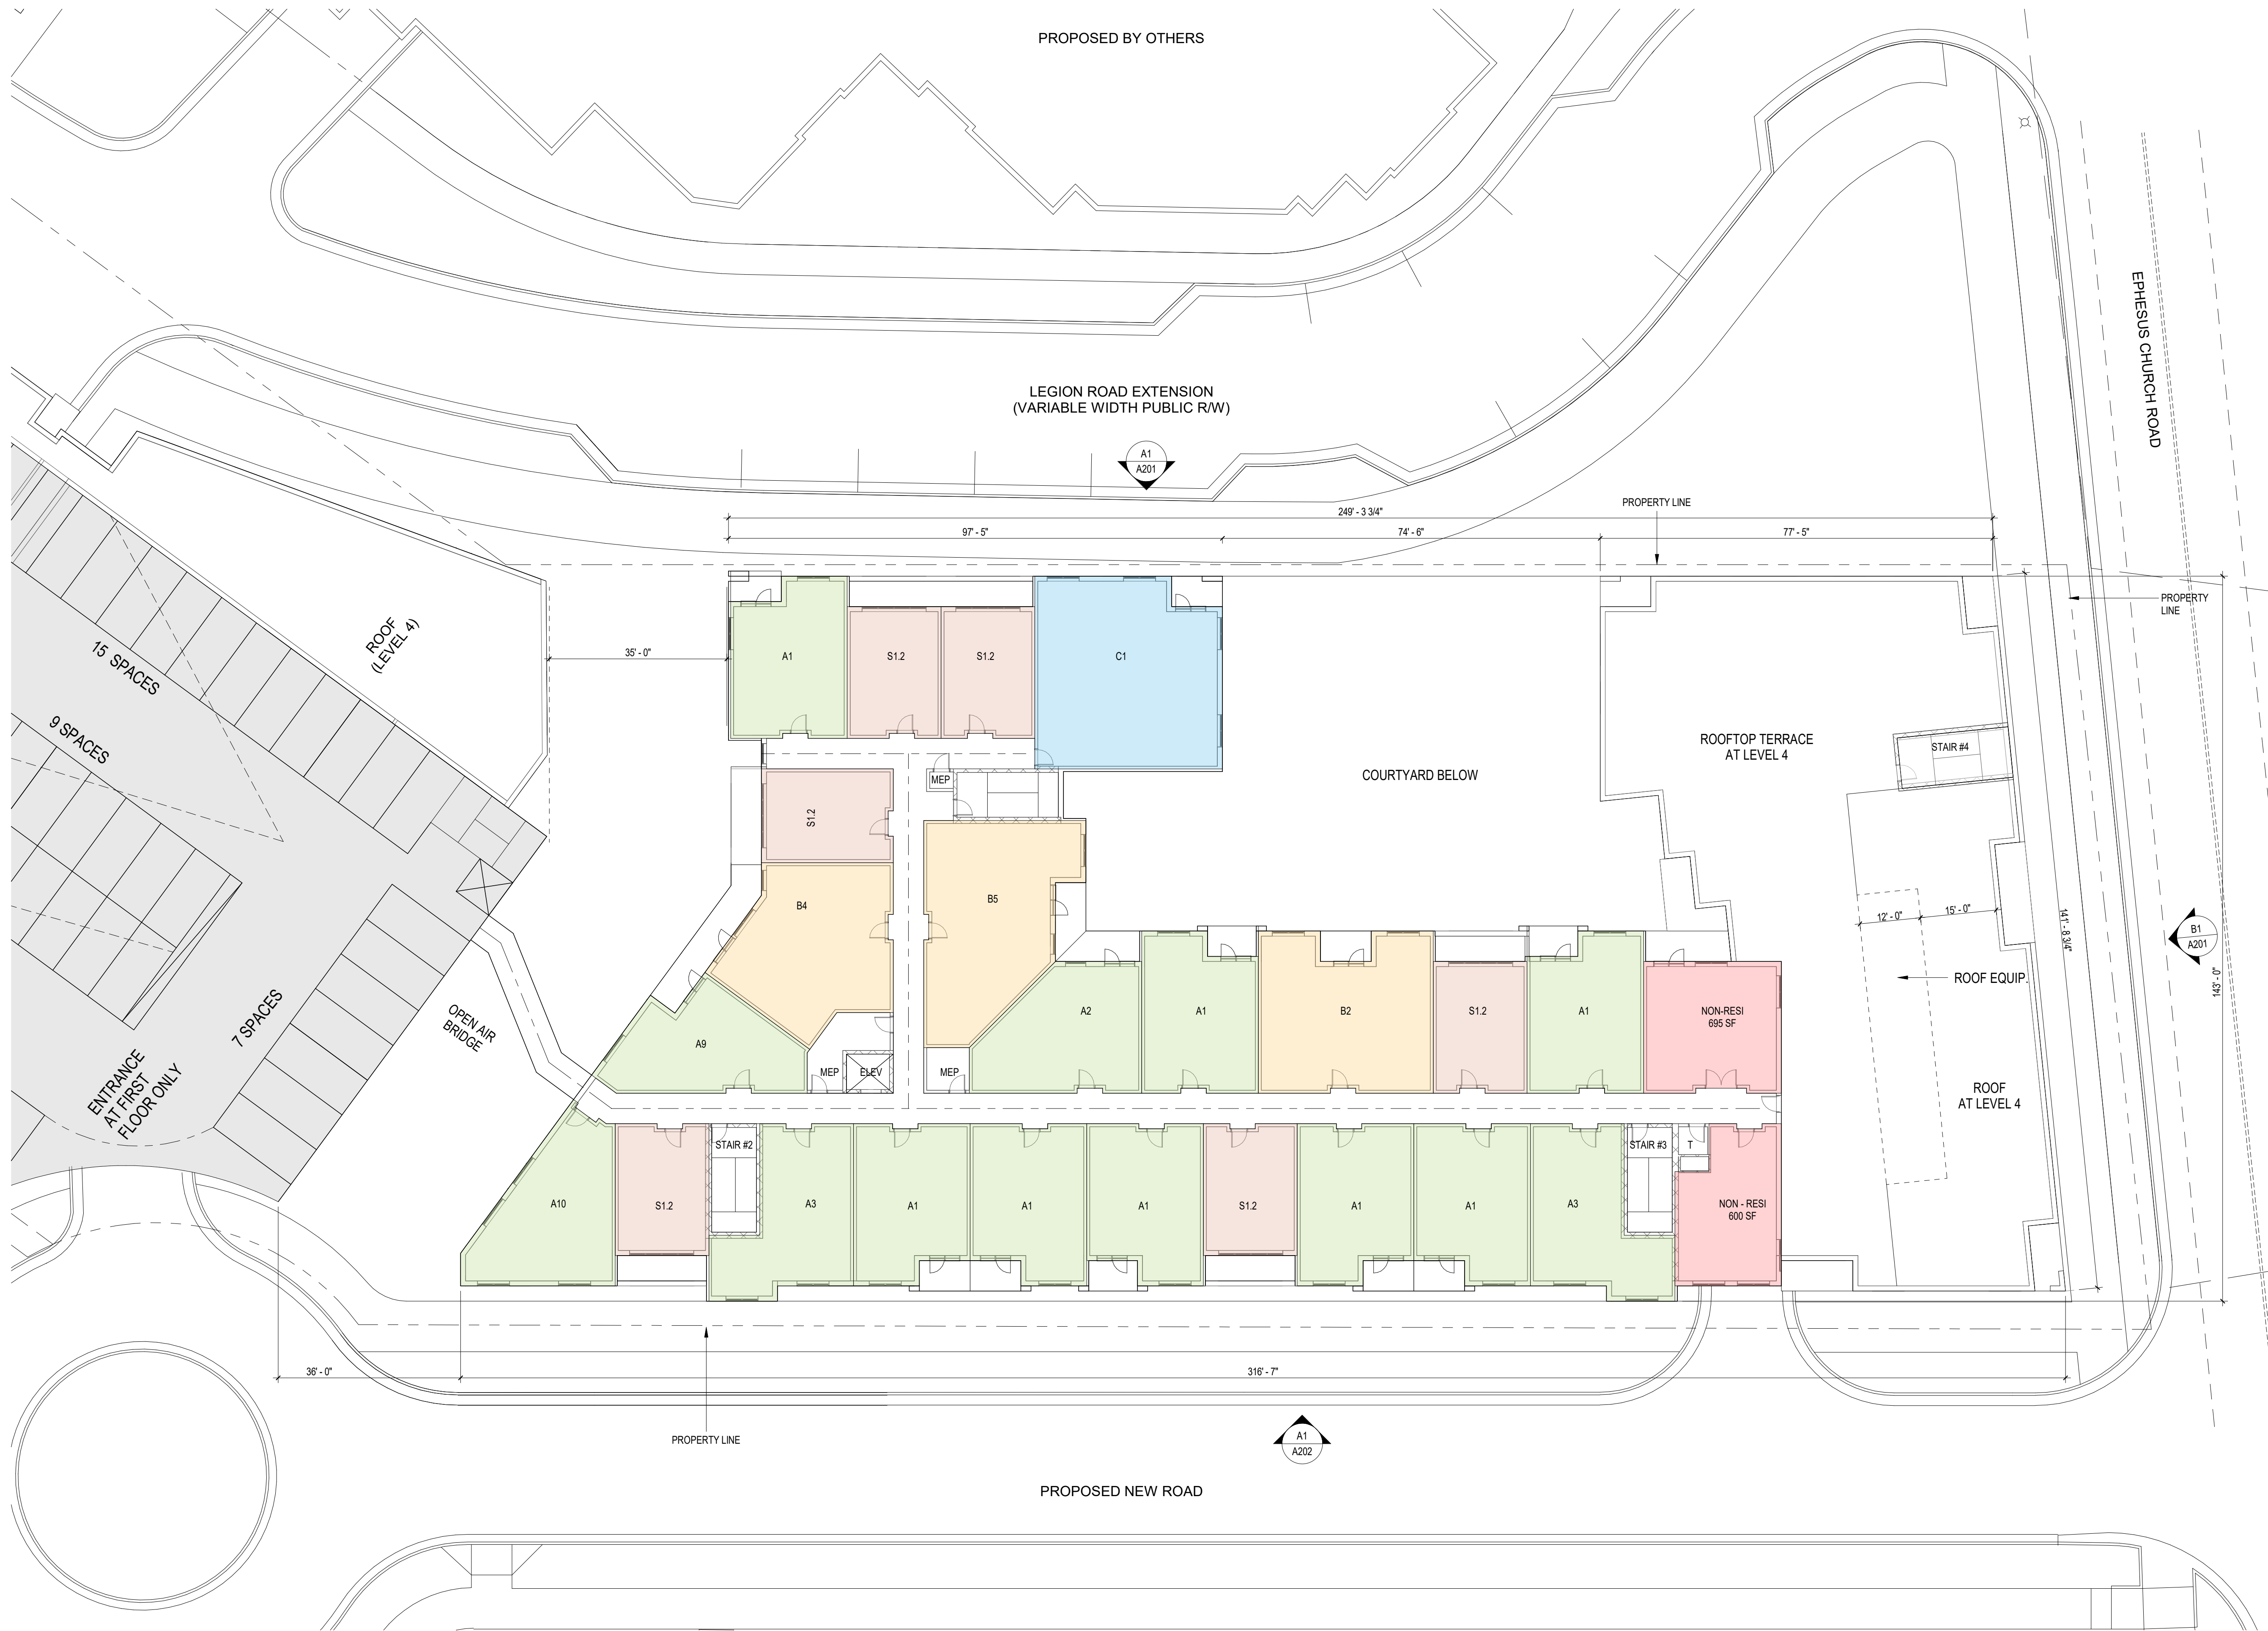 PROPOSED BY OTHERS
EPHESUS CHURCH ROAD
LEGION ROAD EXTENSION
(VARIABLE WIDTH PUBLIC R/W)
A1
A201
PROPERTY LINE
249' - 3 3/4"
97' - 5"
74' - 6"
77' - 5"
PROPERTY
LINE
ROOF
(LEVEL 4)
35' - 0"
15 SPACES
9 SPACES
A1
S1.2
S1.2
C1
ROOFTOP TERRACE
AT LEVEL 4
STAIR #4
COURTYARD BELOW
MEP
S1.2
B4
B5
12' - 0"
15' - 0"
141' - 8 3/4"
B1
A201
143' - 0"
ROOF EQUIP.
7 SPACES
OPEN AIR
BRIDGE
A9
A2
A1
B2
S1.2
A1
NON-RESI
695 SF
MEP
ELEV
MEP
ENTRANCE
AT FIRST
FLOOR ONLY
ROOF
AT LEVEL 4
STAIR #2
STAIR #3
T
A10
S1.2
A3
A1
A1
A1
S1.2
A1
A1
A3
NON - RESI
600 SF
36' - 0"
316' - 7"
PROPERTY LINE
A1
A202
PROPOSED NEW ROAD